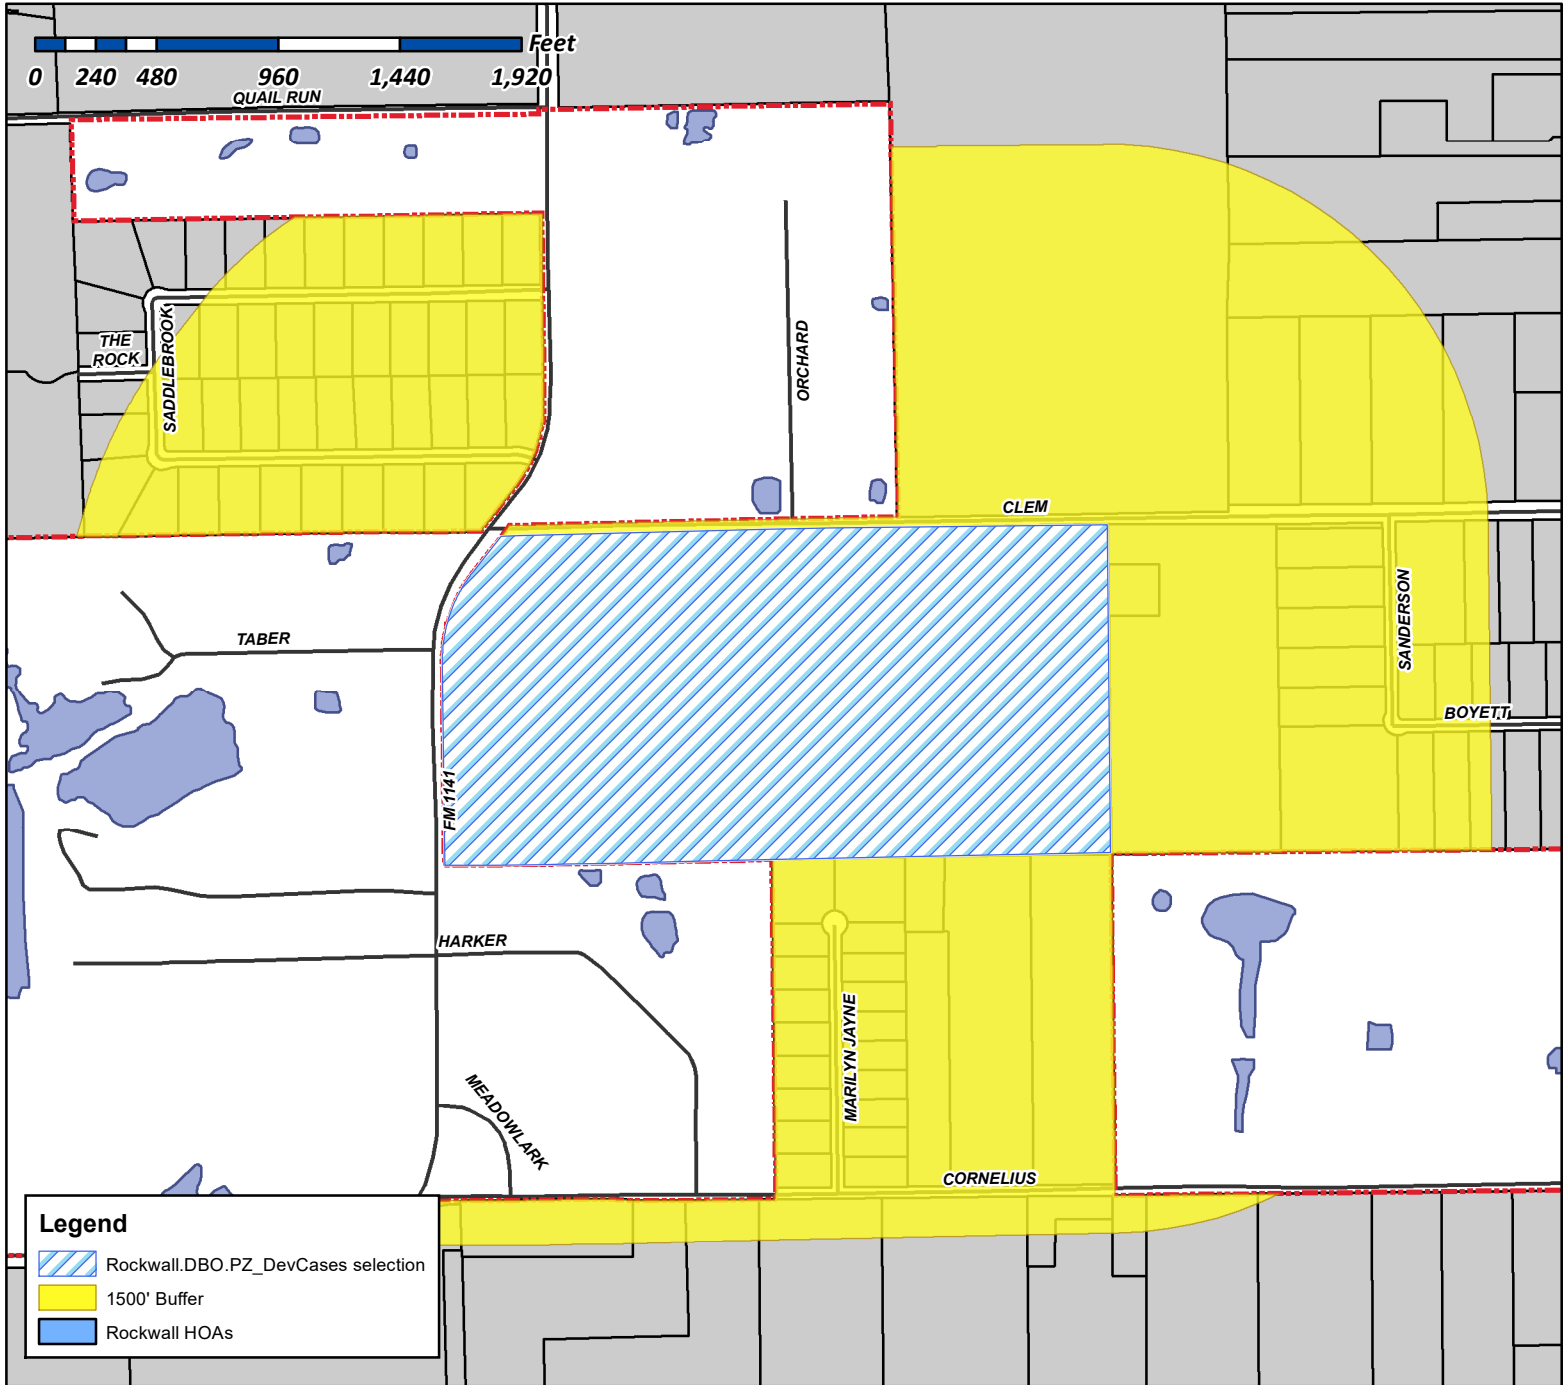 Feet
0 240 480 960 1,440 1,920
QUAIL RUN
THE
ROCK
SADDLEBROOK
ORCHARD
CLEM
TABER
SANDERSON
BOYETT
FM 1141
HARKER
MARILYN JAYNE
MEADOWLARK
CORNELIUS
Legend
Rockwall.DBO.PZ_DevCases selection
1500' Buffer
Rockwall HOAs